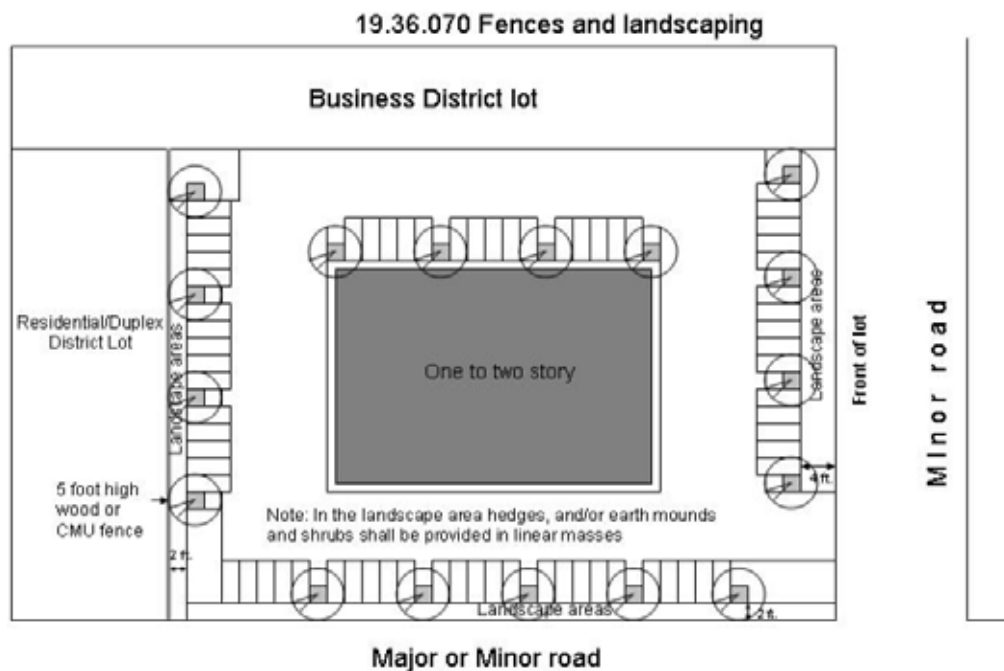 19.36.070 Fences and landscaping
Business District lot
Residential/Duplex
District Lot
Landscape areas
One to two story
Landscape areas
Front of lot
Minor road
5 foot high
wood or
CMU fence
4 ft.
Note: In the landscape area hedges, and/or earth mounds
and shrubs shall be provided in linear masses
2 ft.
Landscape areas
2 ft.
Major or Minor road